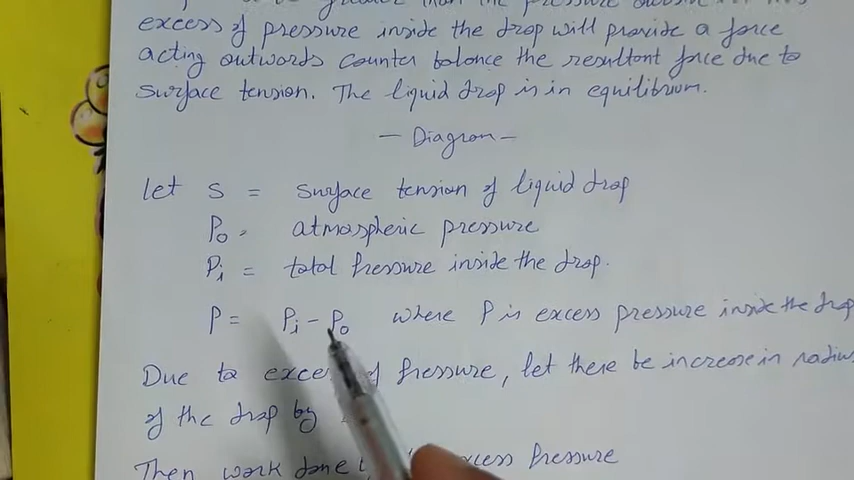 excess of pressure inside the drop will provide a force
acting outwards counter balance the resultant force due to
surface tension. The liquid drop is in equilibrium.
— Diagram —
let S = surface tension of liquid drop
P₀ = atmospheric pressure
Pᵢ = total pressure inside the drop.
P = Pᵢ - P₀ where P is excess pressure inside the drop
Due to of pressure, let there be increase in radius
of the drop by
Then work done pressure